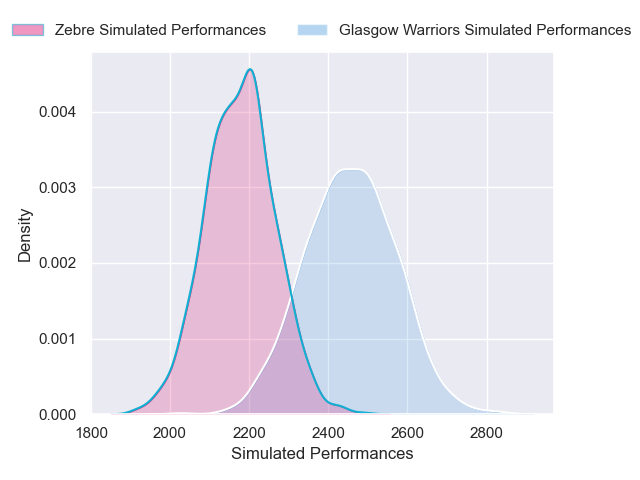 Zebre Simulated Performances
Glasgow Warriors Simulated Performances
0.004
0.003
0.002
0.001
0.000
Density
1800
2000
2200
2400
2600
2800
Simulated Performances